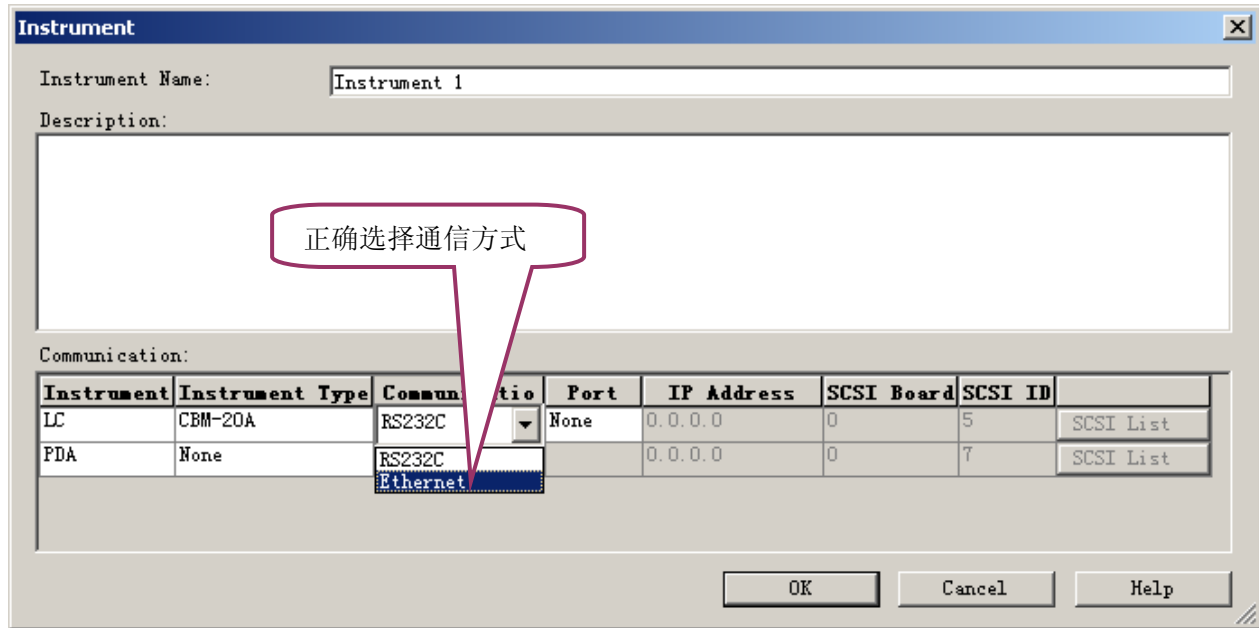 Instrument
Instrument Name: Instrument 1
Description:
正确选择通信方式
Communication:
Instrument Instrument Type Port IP Address SCSI Board SCSI ID
LC CBM-20A RS232C None 0.0.0.0 0 5 SCSI List
PDA None RS232C 0.0.0.0 0 7 SCSI List
Ethernet
OK Cancel Help